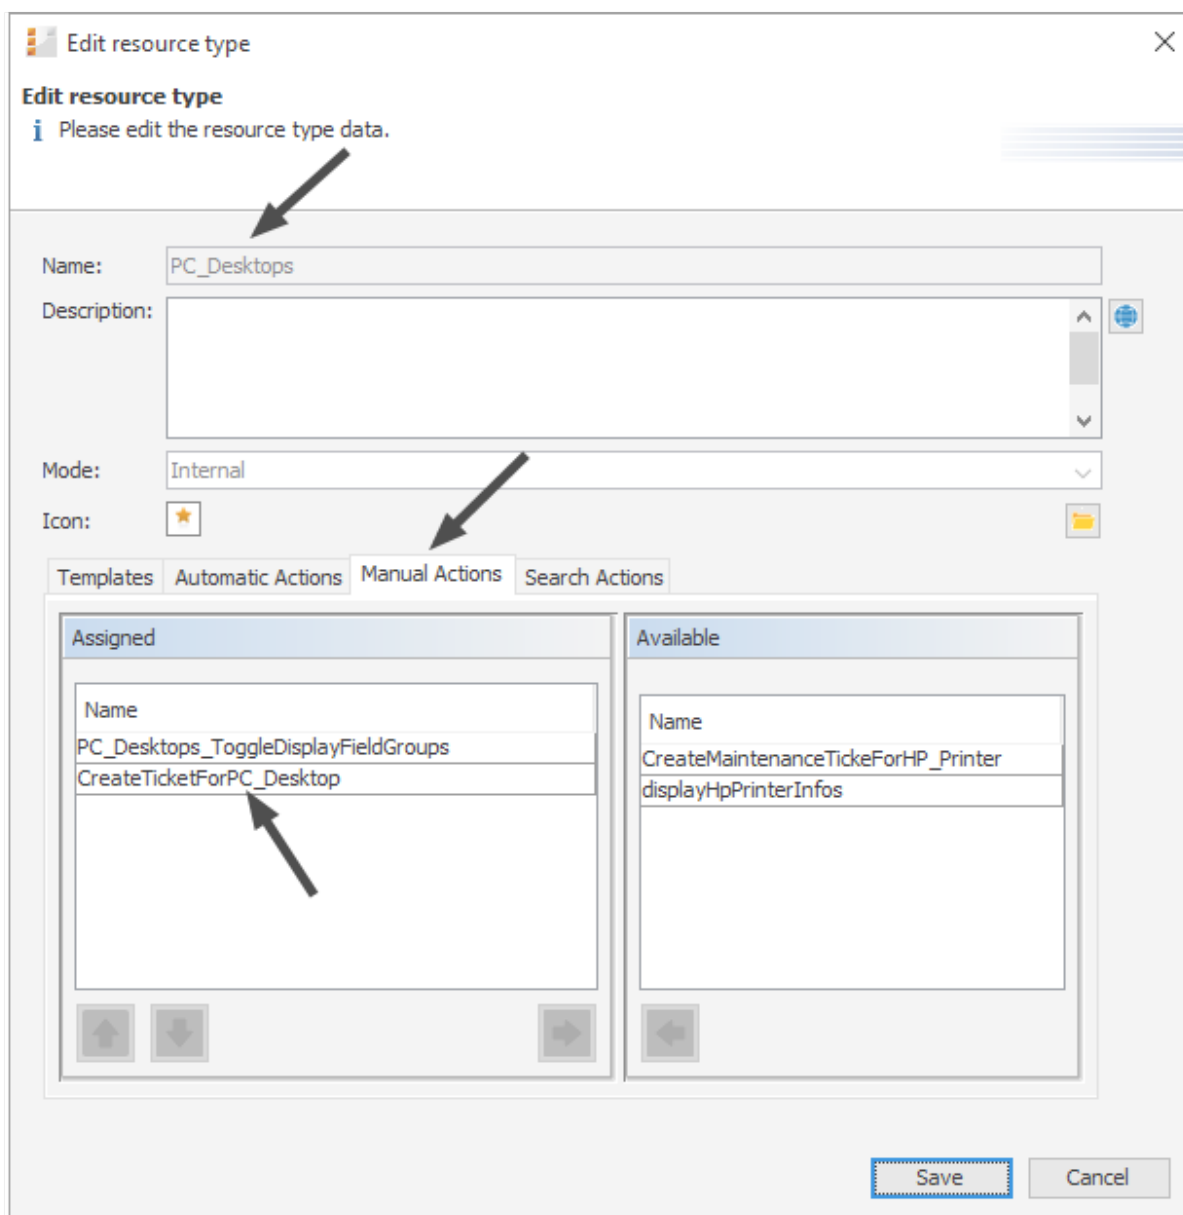 Edit resource type
Edit resource type
i Please edit the resource type data.
Name: PC_Desktops
Description:
Mode: Internal
Icon:
Templates Automatic Actions Manual Actions Search Actions
Assigned
Name
PC_Desktops_ToggleDisplayFieldGroups
CreateTicketForPC_Desktop
Available
Name
CreateMaintenanceTickeForHP_Printer
displayHpPrinterInfos
Save Cancel